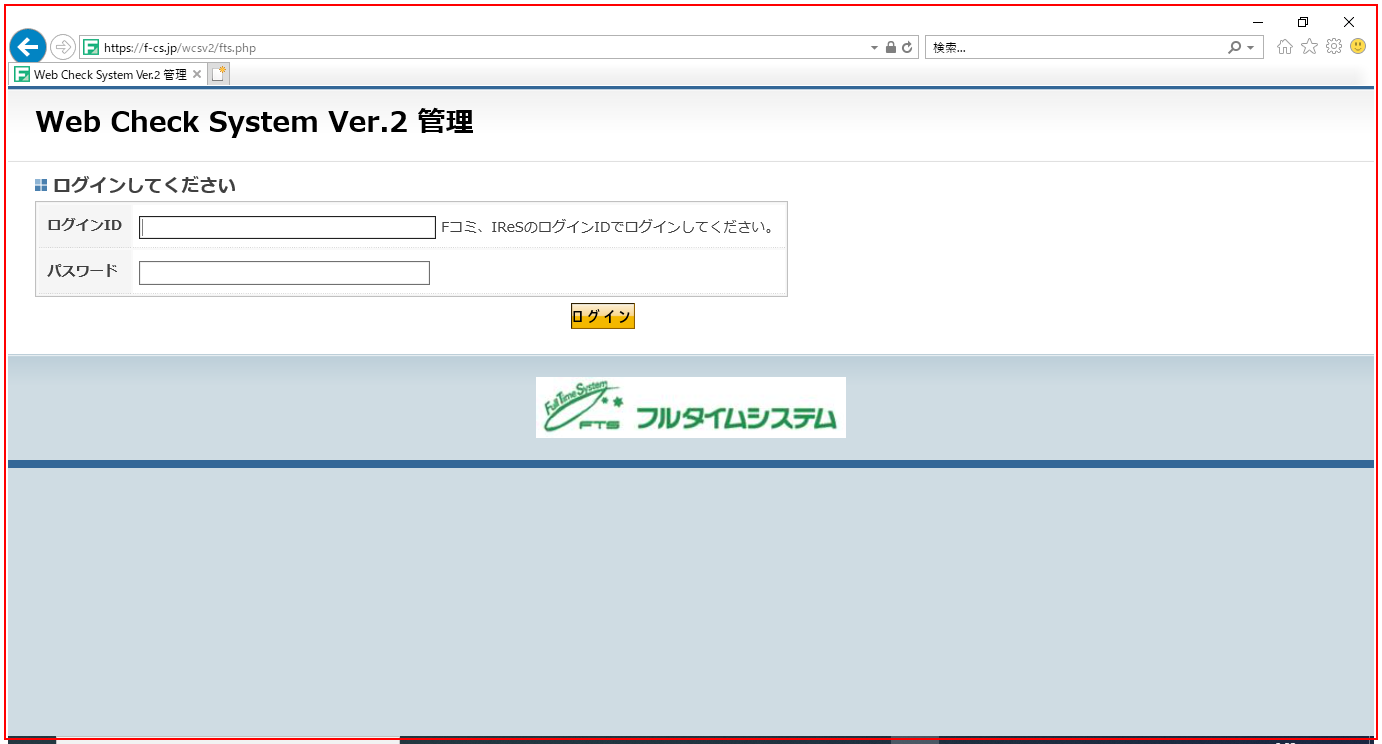 https://f-cs.jp/wcsv2/fts.php
検索...
Web Check System Ver.2 管理
Web Check System Ver.2 管理
ログインしてください
ログインID
Fコミ、IReSのログインIDでログインしてください。
パスワード
ログイン
Full Time System
FTS
フルタイムシステム